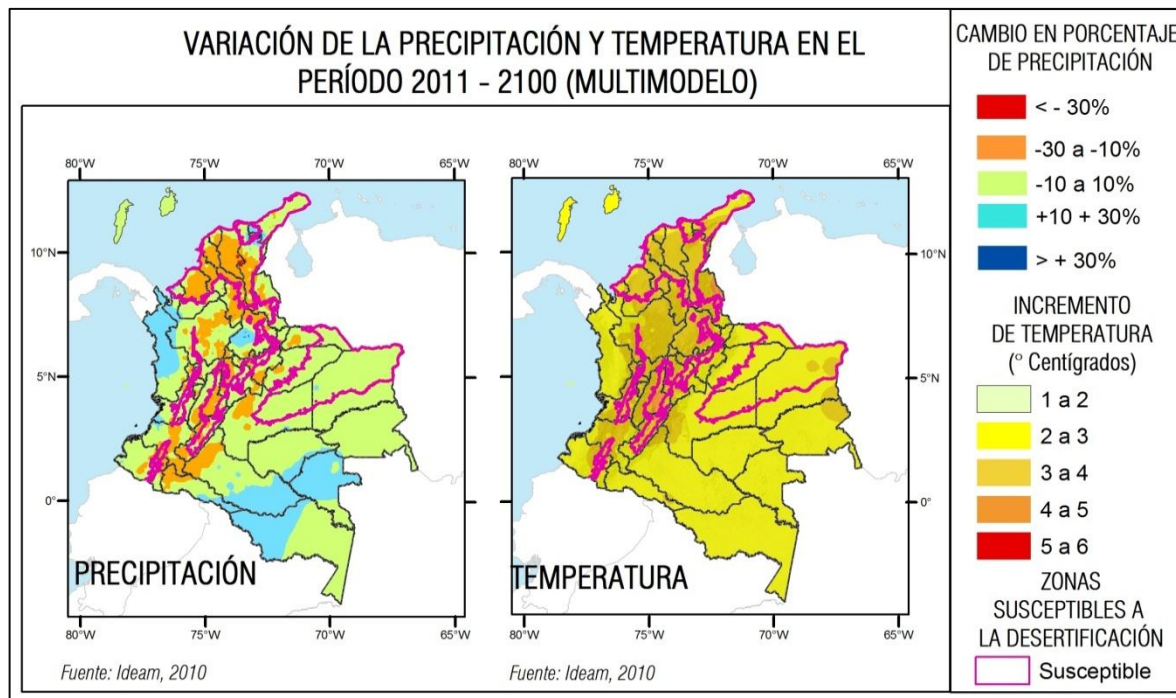 VARIACIÓN DE LA PRECIPITACIÓN Y TEMPERATURA EN EL
PERÍODO 2011 - 2100 (MULTIMODELO)
80°W
75°W
70°W
65°W
10°N
5°N
0°
PRECIPITACIÓN
80°W
75°W
70°W
65°W
Fuente: Ideam, 2010
80°W
75°W
70°W
65°W
10°N
10°N
5°N
5°N
0°
0°
TEMPERATURA
80°W
75°W
70°W
65°W
Fuente: Ideam, 2010
CAMBIO EN PORCENTAJE
DE PRECIPITACIÓN
< - 30%
-30 a -10%
-10 a 10%
+10 + 30%
> + 30%
INCREMENTO
DE TEMPERATURA
(° Centígrados)
1 a 2
2 a 3
3 a 4
4 a 5
5 a 6
ZONAS
SUSCEPTIBLES A
LA DESERTIFICACIÓN
Susceptible